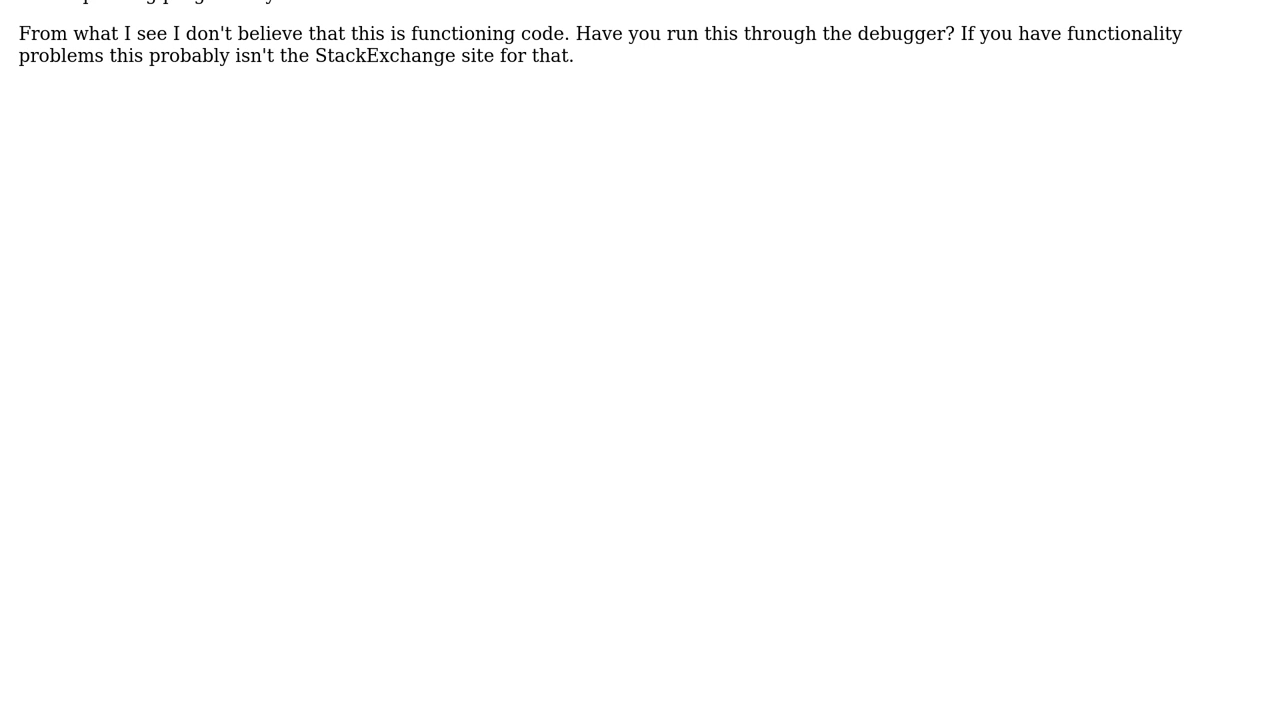 From what I see I don't believe that this is functioning code. Have you run this through the debugger? If you have functionality
problems this probably isn't the StackExchange site for that.